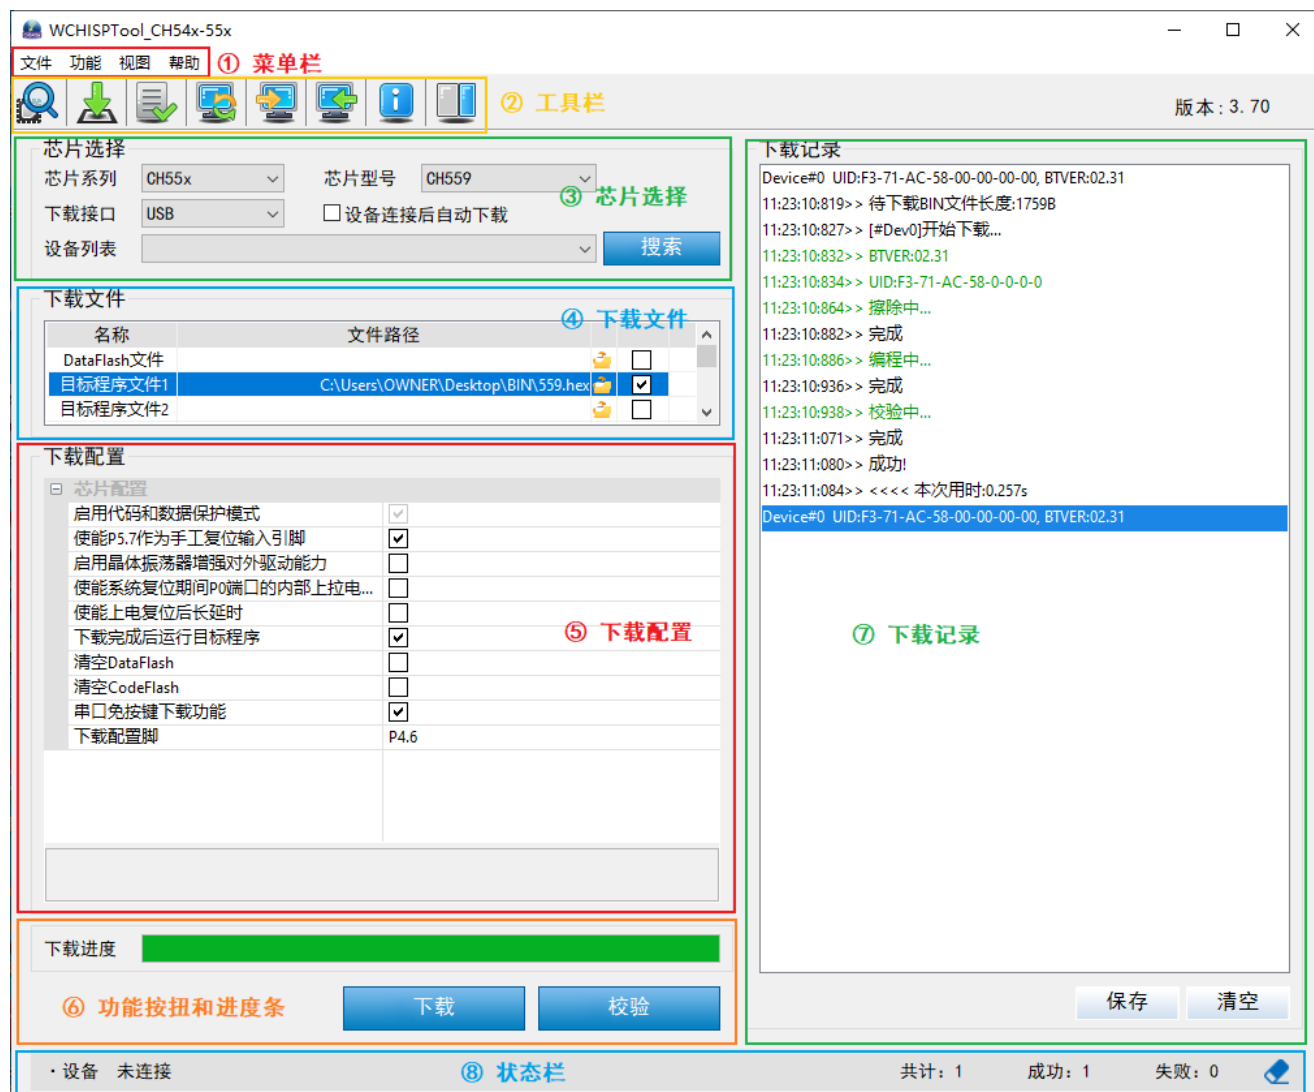 WCHISPTool_CH54x-55x
文件 功能 视图 帮助 ① 菜单栏
② 工具栏
版本: 3.70
芯片选择
芯片系列 CH55x 芯片型号 CH559
③ 芯片选择
下载接口 USB 设备连接后自动下载
设备列表 搜索
下载文件
④ 下载文件
名称 文件路径
DataFlash文件
目标程序文件1 C:\Users\OWNER\Desktop\BIN\559.hex
目标程序文件2
下载配置
芯片配置
启用代码和数据保护模式
使能P5.7作为手工复位输入引脚
启用晶体振荡器增强对外驱动能力
使能系统复位期间P0端口的内部上拉电...
使能上电复位后长延时
下载完成后运行目标程序
⑤ 下载配置
清空DataFlash
清空CodeFlash
串口免按键下载功能
下载配置脚 P4.6
下载进度
⑥ 功能按扭和进度条 下载 校验
下载记录
Device#0 UID:F3-71-AC-58-00-00-00-00, BTVER:02.31
11:23:10:819>> 待下载BIN文件长度:1759B
11:23:10:827>> [#Dev0]开始下载...
11:23:10:832>> BTVER:02.31
11:23:10:834>> UID:F3-71-AC-58-0-0-0-0
11:23:10:864>> 擦除中...
11:23:10:882>> 完成
11:23:10:886>> 编程中...
11:23:10:936>> 完成
11:23:10:938>> 校验中...
11:23:11:071>> 完成
11:23:11:080>> 成功!
11:23:11:084>> <<<< 本次用时:0.257s
Device#0 UID:F3-71-AC-58-00-00-00-00, BTVER:02.31
⑦ 下载记录
保存 清空
·设备 未连接 ⑧ 状态栏 共计: 1 成功: 1 失败: 0